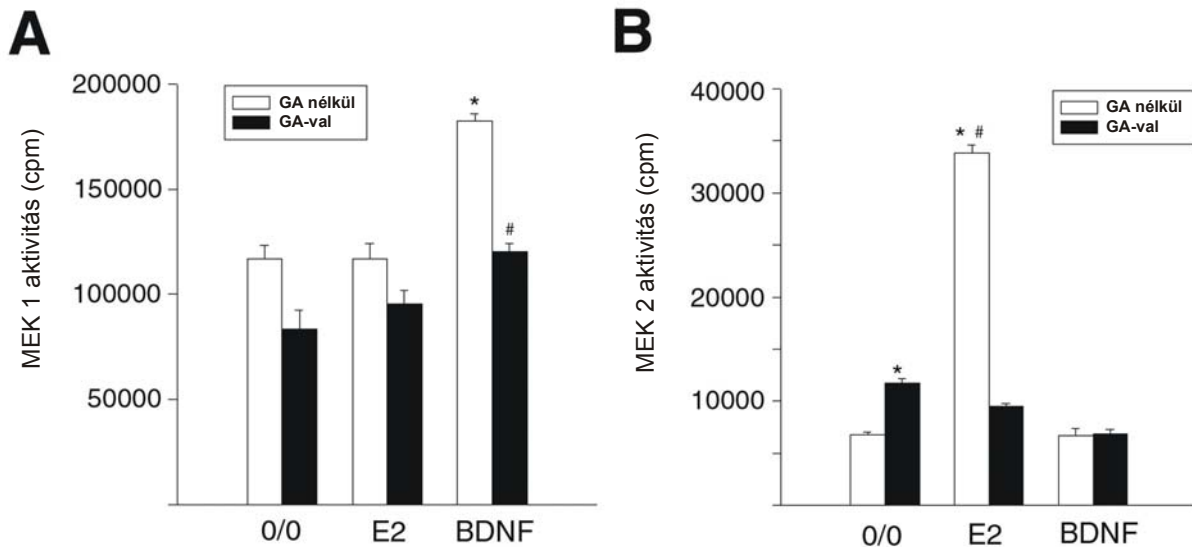 A
MEK 1 aktivitás (cpm)
200000
150000
100000
50000
GA nélkül
GA-val
*
#
0/0 E2 BDNF
B
MEK 2 aktivitás (cpm)
40000
30000
20000
10000
GA nélkül
GA-val
* #
*
0/0 E2 BDNF